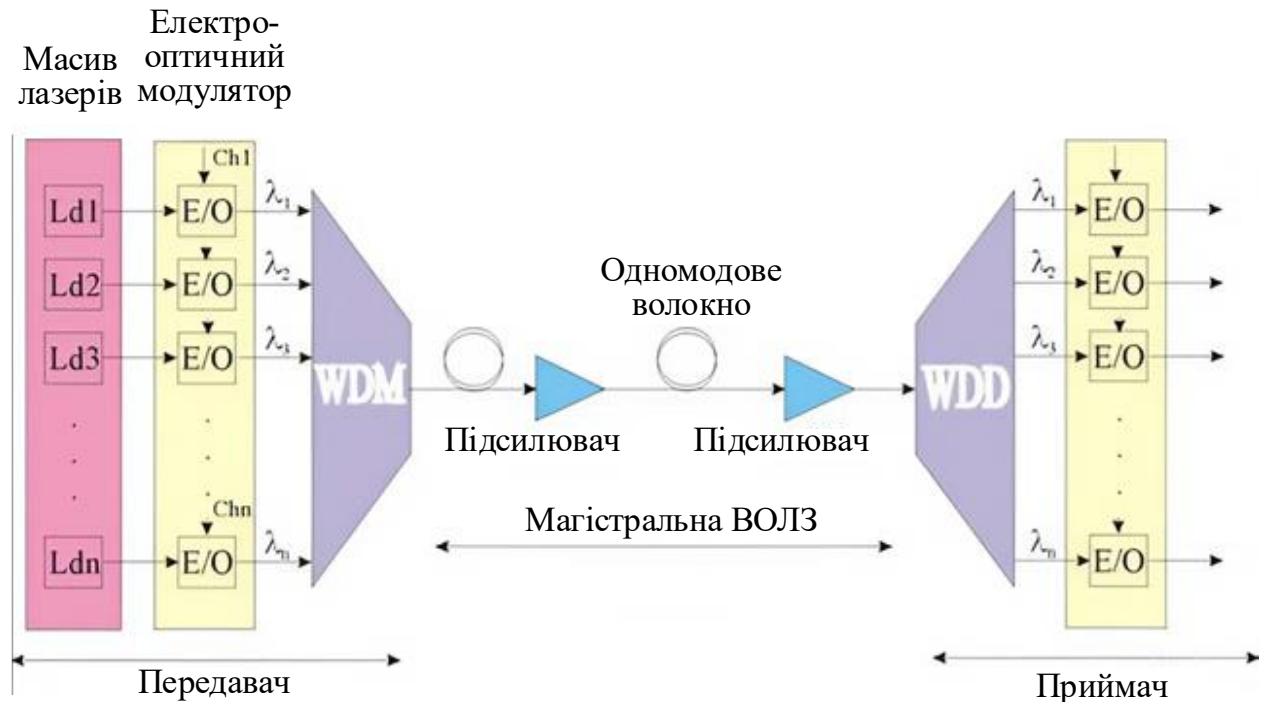 Масив
лазерів
Електро-
оптичний
модулятор
Ch1
Ld1
E/O
λ1
Ld2
E/O
λ2
Ld3
E/O
λ3
Chn
Ldn
E/O
λn
WDM
Одномодове
волокно
Підсилювач
Підсилювач
Магістральна ВОЛЗ
WDD
λ1
E/O
λ2
E/O
λ3
E/O
λn
E/O
Передавач
Приймач